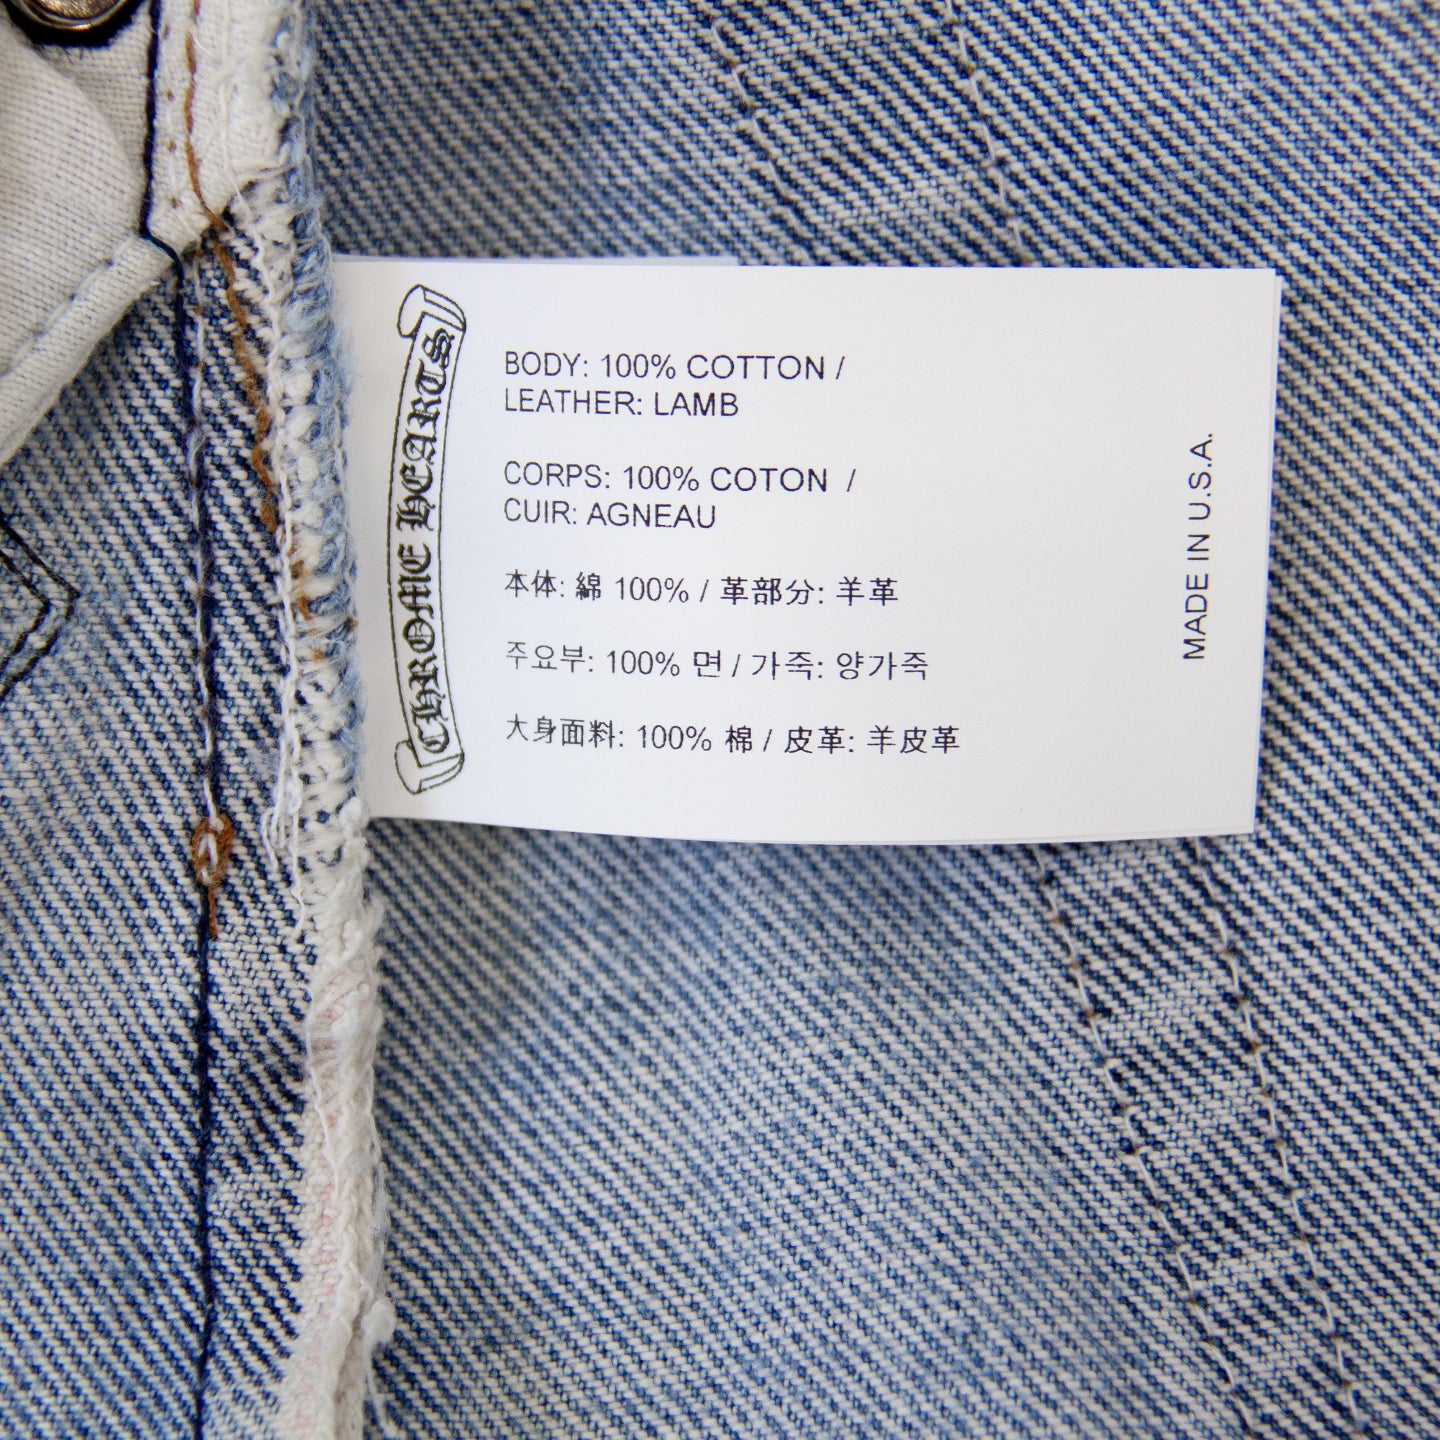 CHROME HEARTS
BODY: 100% COTTON /
LEATHER: LAMB
CORPS: 100% COTON /
CUIR: AGNEAU
本体: 綿 100% / 革部分: 羊革
주요부: 100% 면 / 가죽: 양가죽
大身面料: 100% 棉 / 皮革: 羊皮革
MADE IN U.S.A.